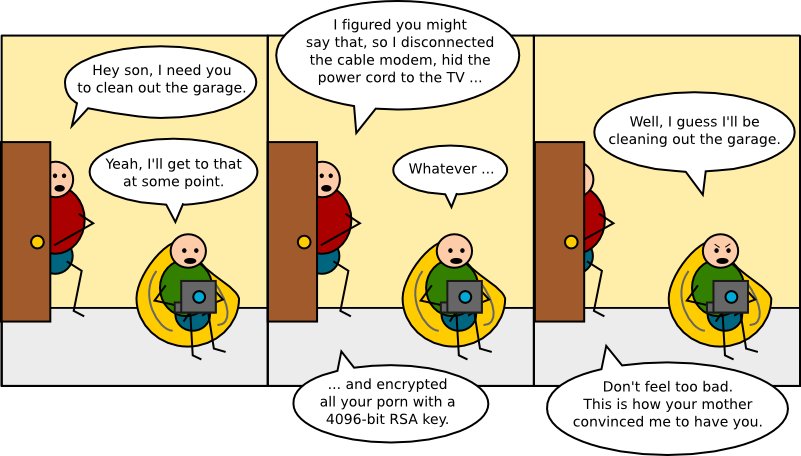 Hey son, I need you
to clean out the garage.
Yeah, I'll get to that
at some point.
I figured you might
say that, so I disconnected
the cable modem, hid the
power cord to the TV ...
Whatever ...
... and encrypted
all your porn with a
4096-bit RSA key.
Well, I guess I'll be
cleaning out the garage.
Don't feel too bad.
This is how your mother
convinced me to have you.